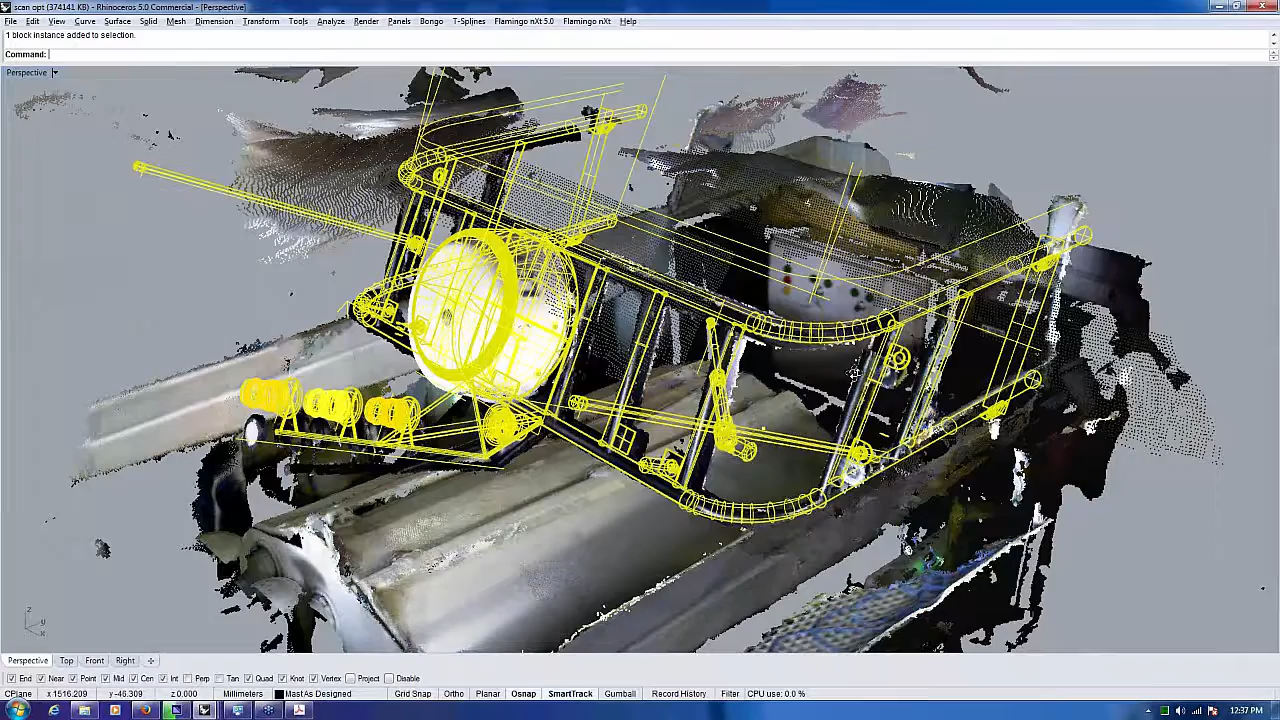 scan opt (374141 KB) - Rhinoceros 5.0 Commercial - [Perspective]
File Edit View Curve Surface Solid Mesh Dimension Transform Tools Analyze Render Panels Bongo T-Splines Flamingo nXt 5.0 Flamingo nXt Help
1 block instance added to selection.
Command:
Perspective
z
y
x
Perspective Top Front Right
End Near Point Mid Cen Int Perp Tan Quad Knot Vertex Project Disable
CPlane x 1516.209 y -46.309 z 0.000 Millimeters Mast As Designed Grid Snap Ortho Planar Osnap SmartTrack Gumball Record History Filter CPU use: 0.0 %
12:37 PM